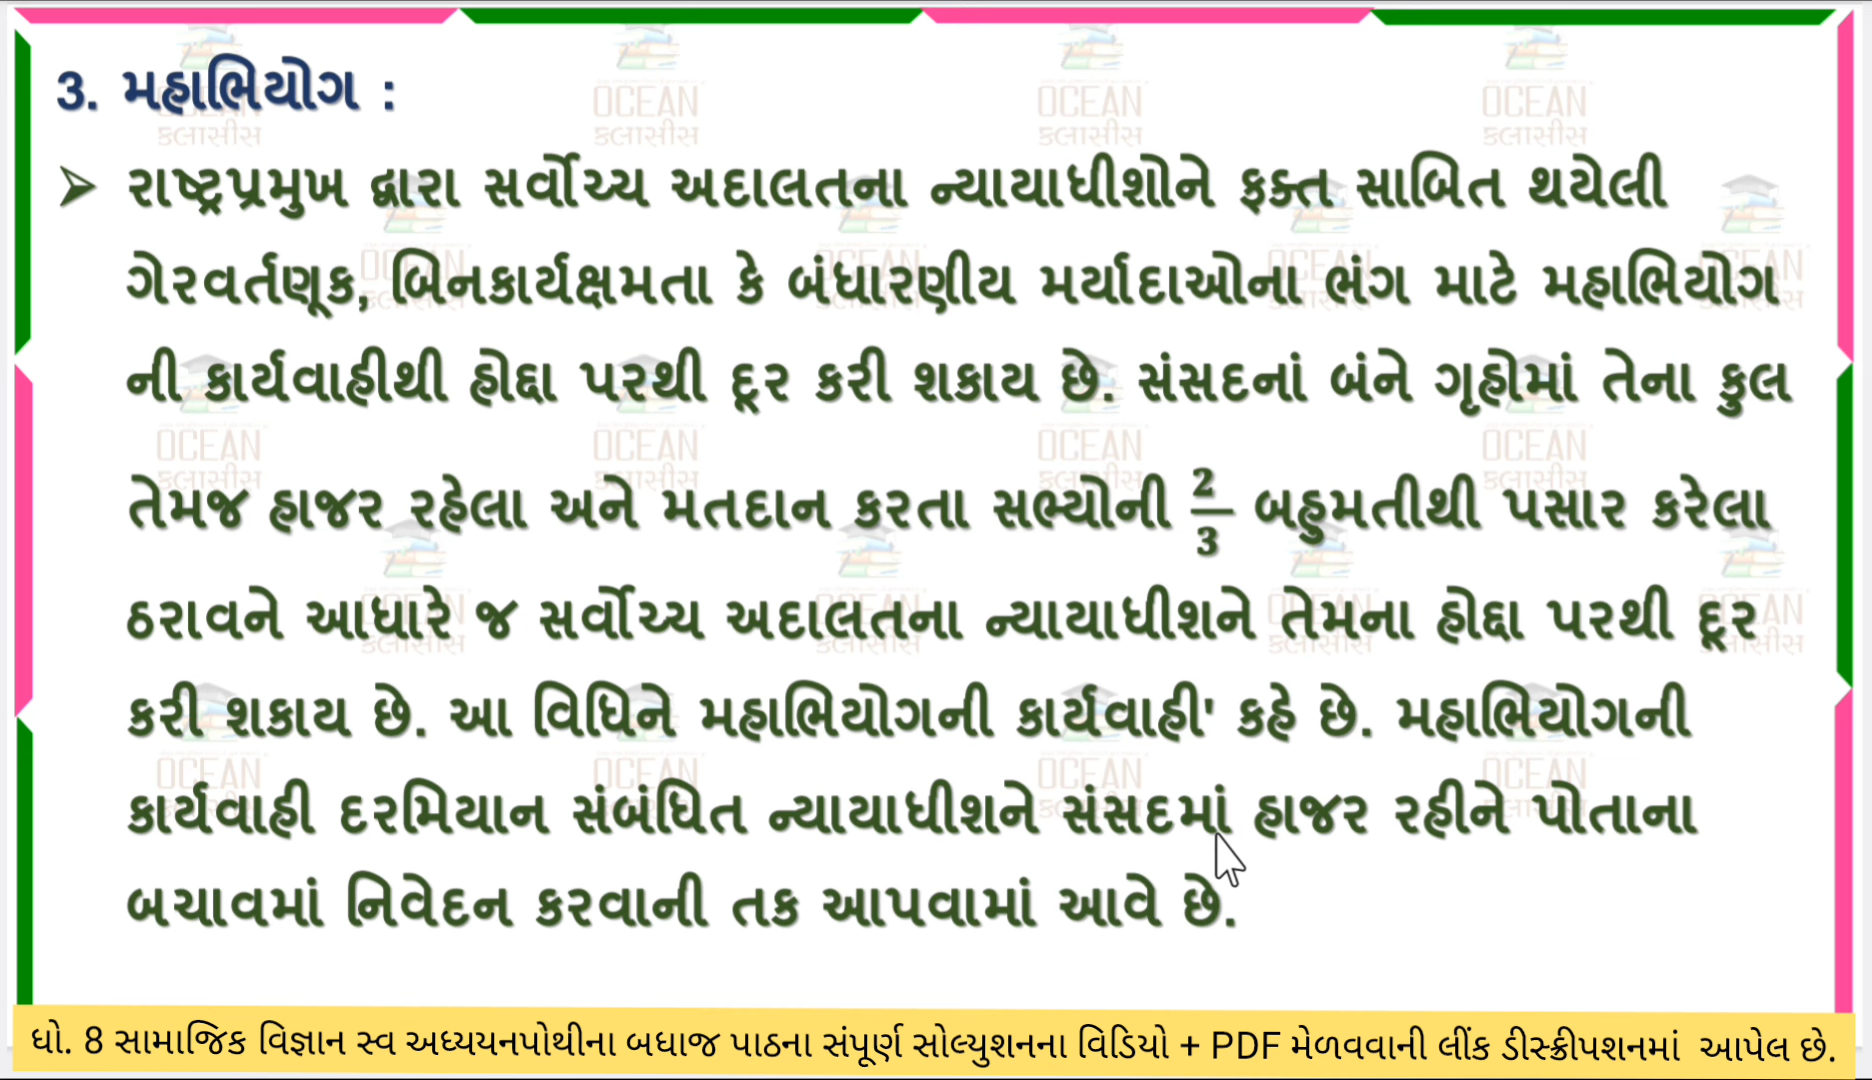 3. મહાભિયોગ :
➢ રાષ્ટ્રપ્રમુખ દ્વારા સર્વોચ્ચ અદાલતના ન્યાયાધીશોને ફક્ત સાબિત થયેલી
ગેરવર્તણૂક, બિનકાર્યક્ષમતા કે બંધારણીય મર્યાદાઓના ભંગ માટે મહાભિયોગ
ની કાર્યવાહીથી હોદ્દા પરથી દૂર કરી શકાય છે. સંસદનાં બંને ગૃહોમાં તેના કુલ
તેમજ હાજર રહેલા અને મતદાન કરતા સભ્યોની 2/3 બહુમતીથી પસાર કરેલા
ઠરાવને આધારે જ સર્વોચ્ચ અદાલતના ન્યાયાધીશને તેમના હોદ્દા પરથી દૂર
કરી શકાય છે. આ વિધિને મહાભિયોગની કાર્યવાહી' કહે છે. મહાભિયોગની
કાર્યવાહી દરમિયાન સંબંધિત ન્યાયાધીશને સંસદમાં હાજર રહીને પોતાના
બચાવમાં નિવેદન કરવાની તક આપવામાં આવે છે.
ધો. 8 સામાજિક વિજ્ઞાન સ્વ અધ્યયનપોથીના બધાજ પાઠના સંપૂર્ણ સોલ્યુશનના વિડિયો + PDF મેળવવાની લીંક ડીસ્ક્રીપશનમાં આપેલ છે.
OCEAN
ક્લાસીસ